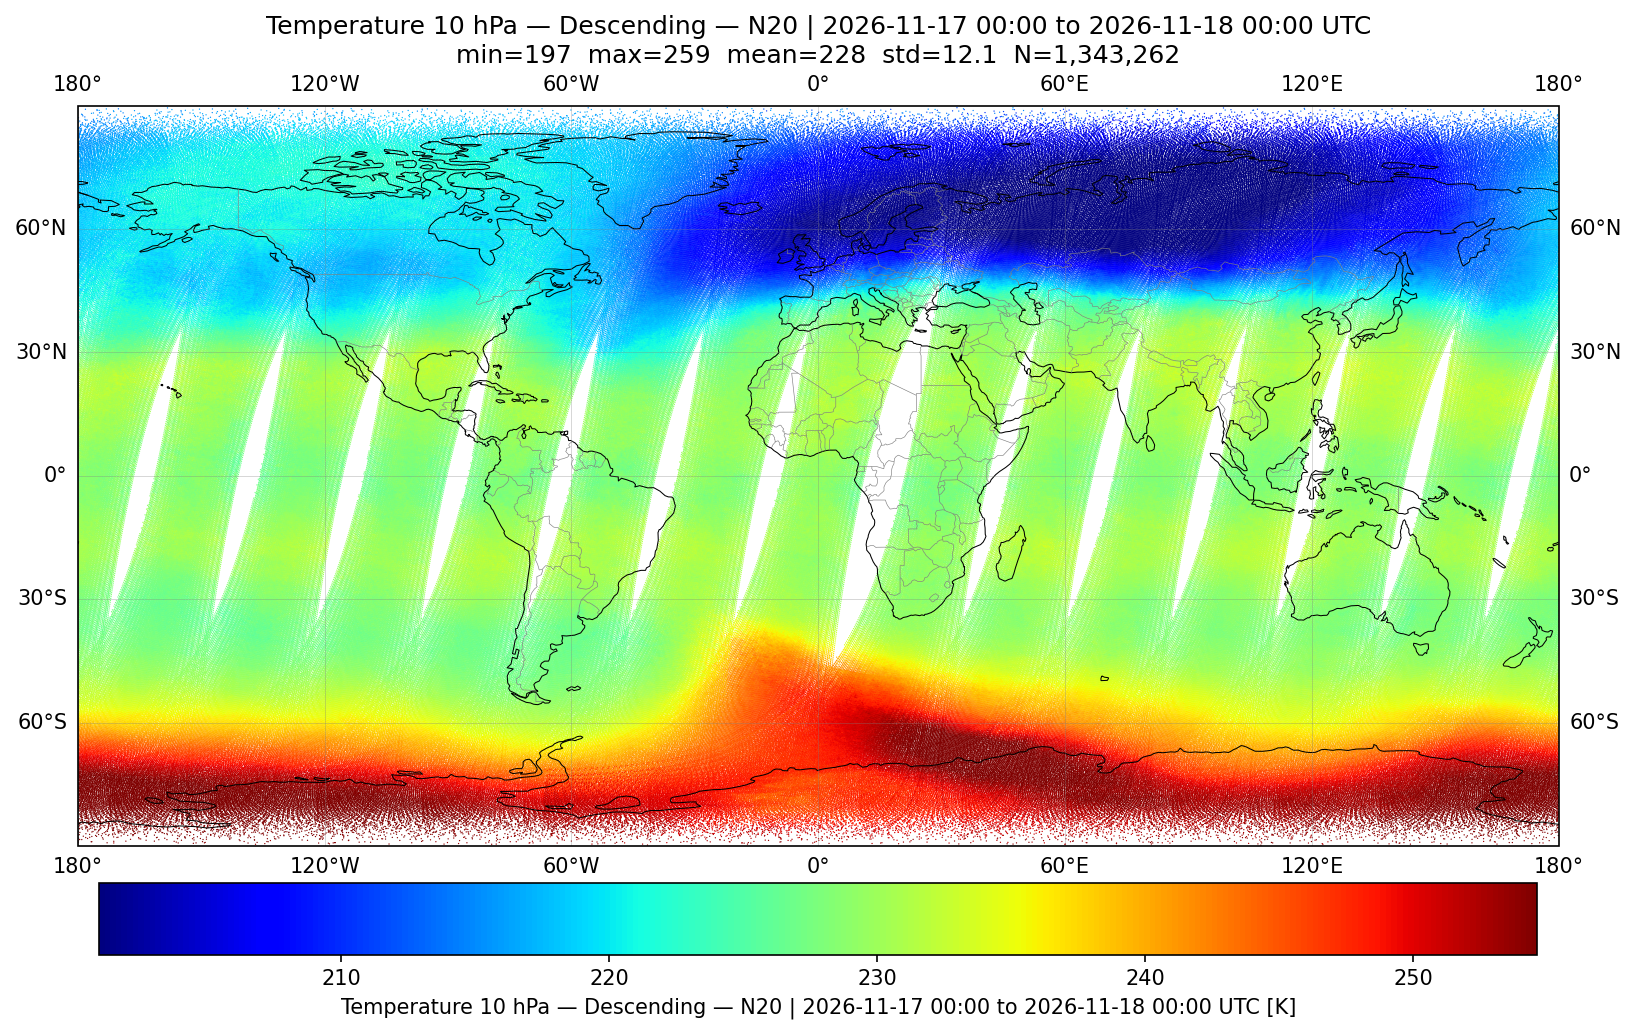 Temperature 10 hPa — Descending — N20 | 2026-11-17 00:00 to 2026-11-18 00:00 UTC
min=197  max=259  mean=228  std=12.1  N=1,343,262
180° 120°W 60°W 0° 60°E 120°E 180°
60°N 60°N
30°N 30°N
0° 0°
30°S 30°S
60°S 60°S
180° 120°W 60°W 0° 60°E 120°E 180°
210 220 230 240 250
Temperature 10 hPa — Descending — N20 | 2026-11-17 00:00 to 2026-11-18 00:00 UTC [K]